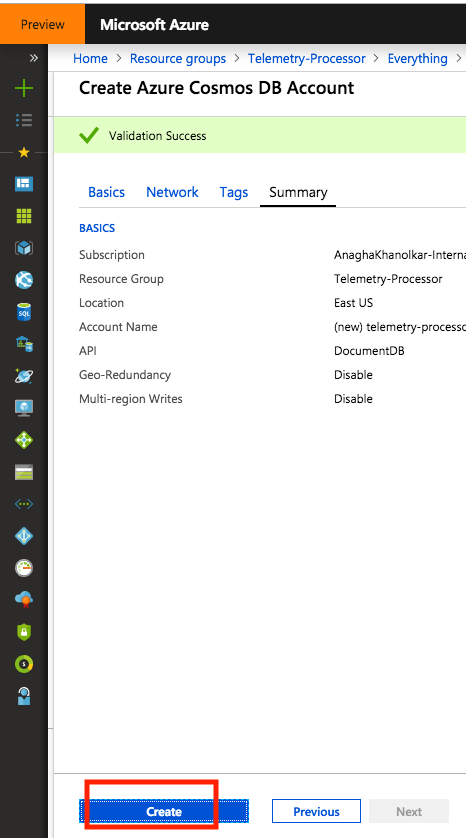 Preview Microsoft Azure
» Home > Resource groups > Telemetry-Processor > Everything >
Create Azure Cosmos DB Account
Validation Success
Basics Network Tags Summary
BASICS
Subscription AnaghaKhanolkar-Interna
Resource Group Telemetry-Processor
Location East US
Account Name (new) telemetry-processo
API DocumentDB
Geo-Redundancy Disable
Multi-region Writes Disable
SQL
Create Previous Next